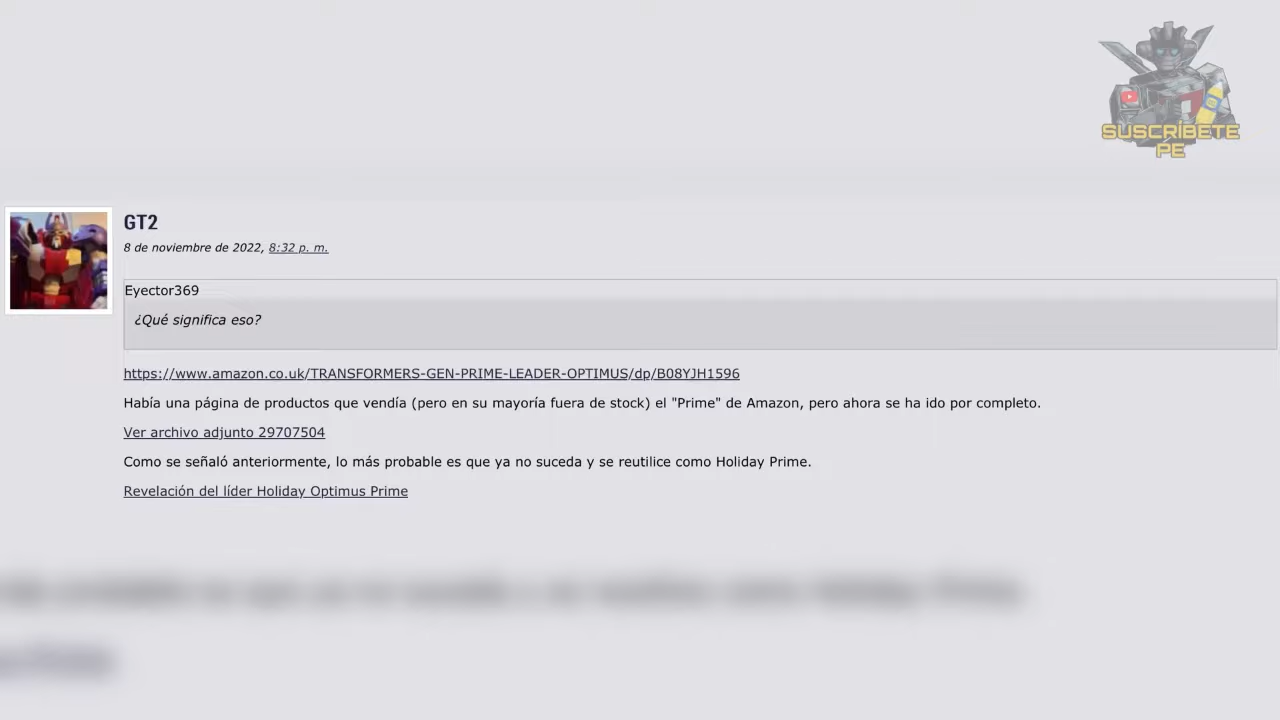 SUSCRÍBETE
PE
GT2
8 de noviembre de 2022, 8:32 p. m.
Eyector369
¿Qué significa eso?
https://www.amazon.co.uk/TRANSFORMERS-GEN-PRIME-LEADER-OPTIMUS/dp/B08YJH1596
Había una página de productos que vendía (pero en su mayoría fuera de stock) el "Prime" de Amazon, pero ahora se ha ido por completo.
Ver archivo adjunto 29707504
Como se señaló anteriormente, lo más probable es que ya no suceda y se reutilice como Holiday Prime.
Revelación del líder Holiday Optimus Prime